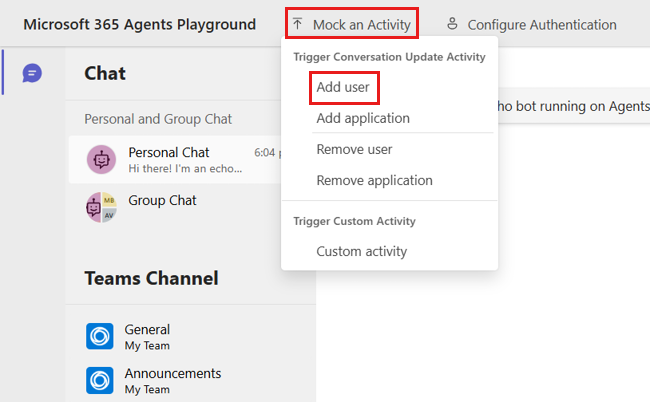 Microsoft 365 Agents Playground
Mock an Activity
Configure Authentication
Chat
Personal and Group Chat
Personal Chat
6:04
Hi there! I'm an echo...
Group Chat
MB
AV
Teams Channel
General
My Team
Announcements
My Team
Trigger Conversation Update Activity
Add user
Add application
Remove user
Remove application
Trigger Custom Activity
Custom activity
ho bot running on Agents